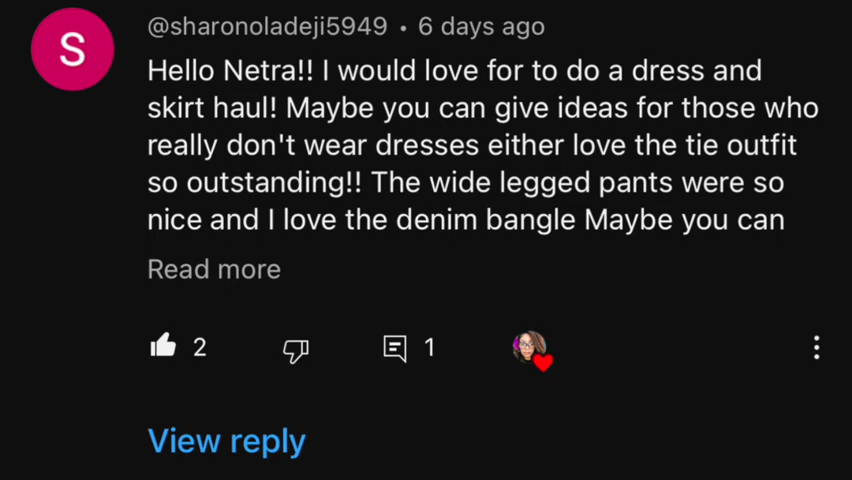 S
@sharonoladeji5949 • 6 days ago
Hello Netra!! I would love for to do a dress and
skirt haul! Maybe you can give ideas for those who
really don't wear dresses either love the tie outfit
so outstanding!! The wide legged pants were so
nice and I love the denim bangle Maybe you can
Read more
2
1
View reply